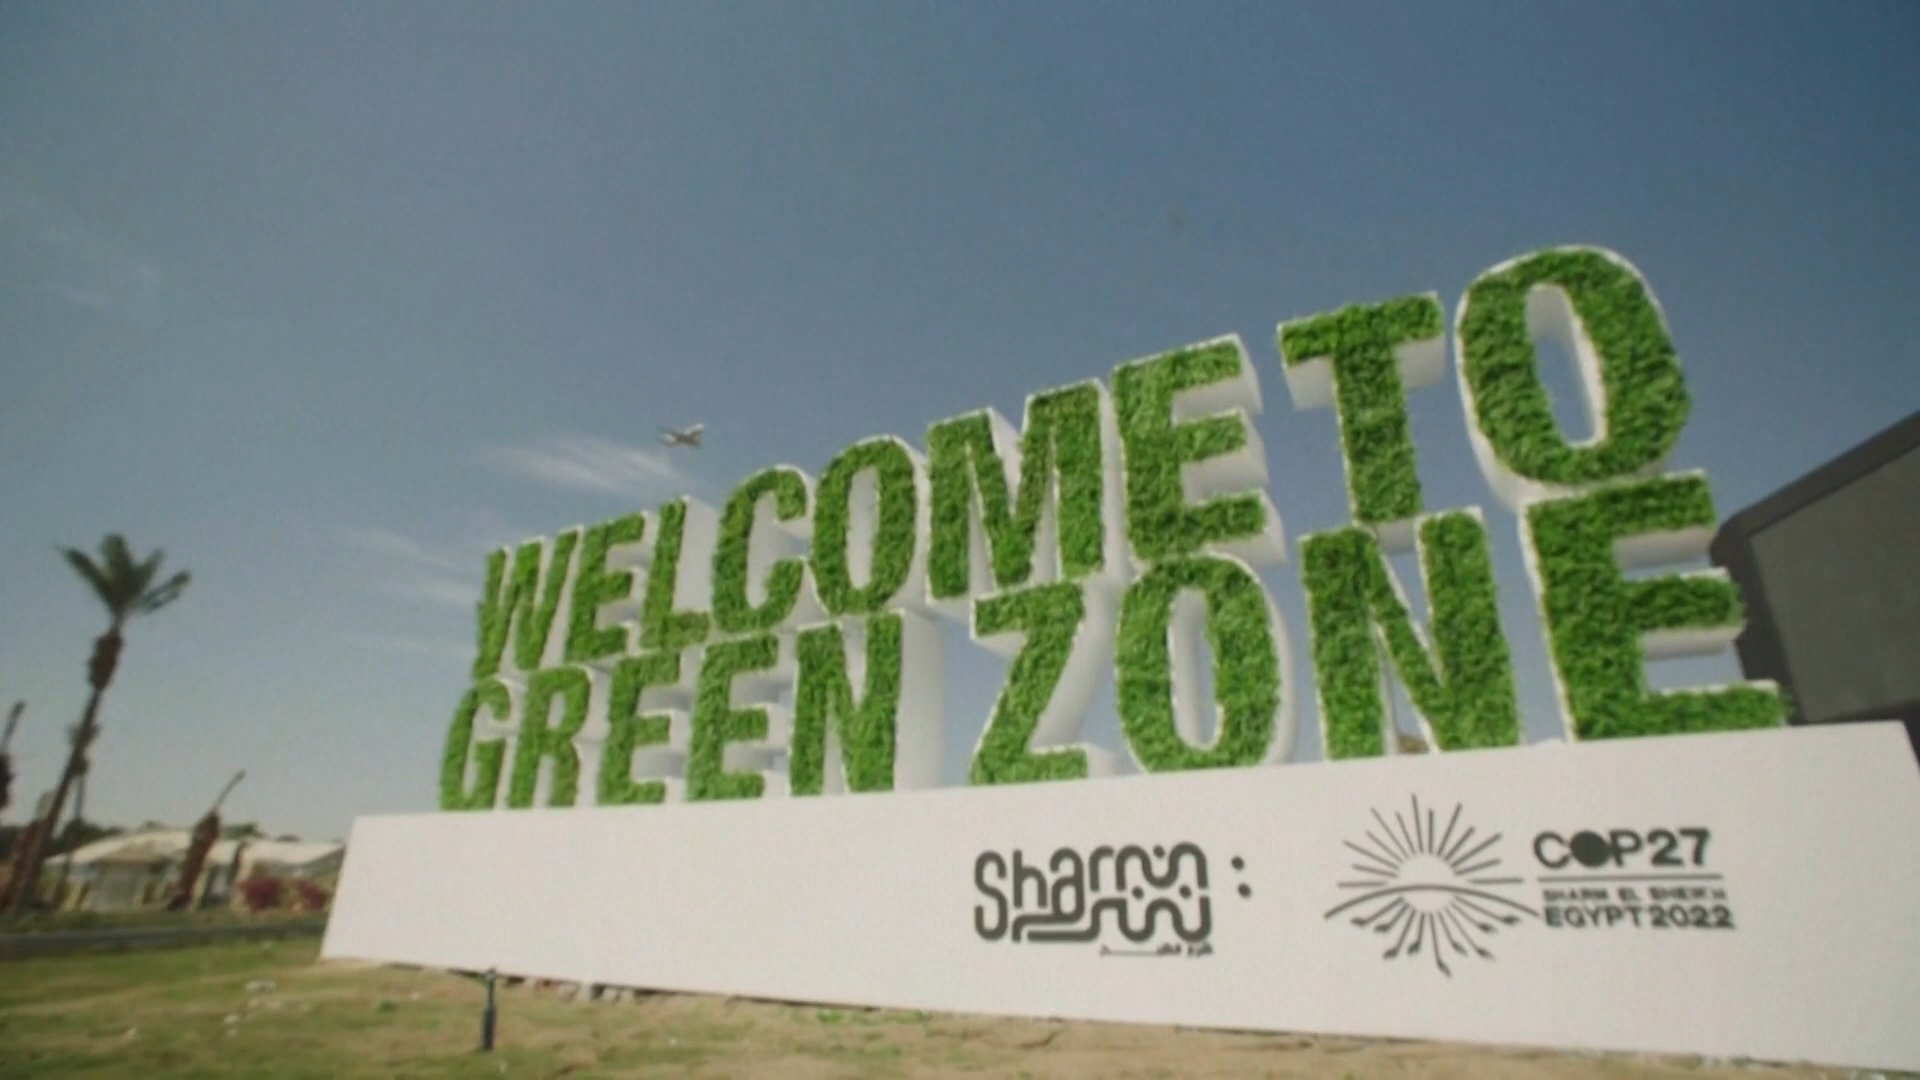 WELCOME TO
GREEN ZONE
Sharm
COP27
SHARM EL SHEIKH
EGYPT 2022